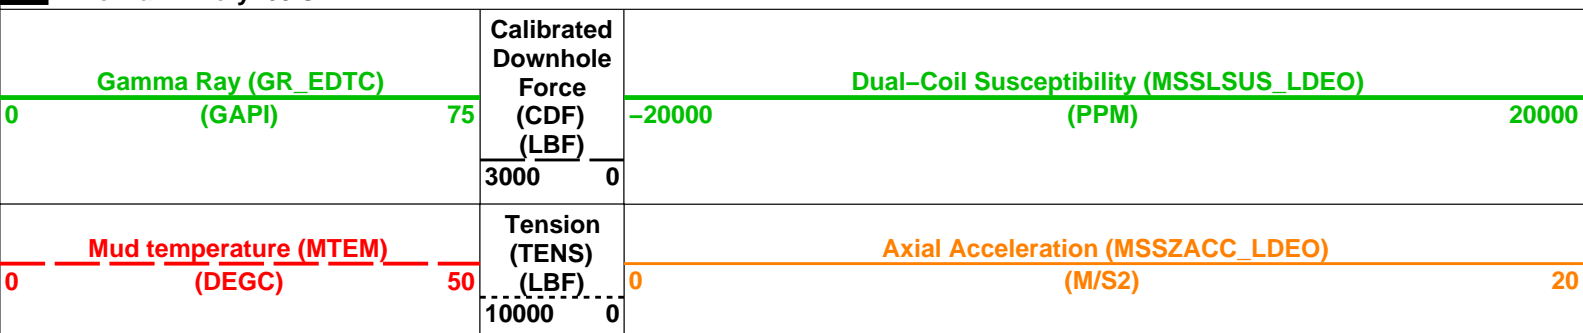 Gamma Ray (GR_EDTC)
0 (GAPI) 75
Calibrated
Downhole
Force
(CDF)
(LBF)
3000 0
Dual−Coil Susceptibility (MSSLSUS_LDEO)
−20000 (PPM) 20000
Mud temperature (MTEM)
0 (DEGC) 50
Tension
(TENS)
(LBF)
10000 0
Axial Acceleration (MSSZACC_LDEO)
0 (M/S2) 20